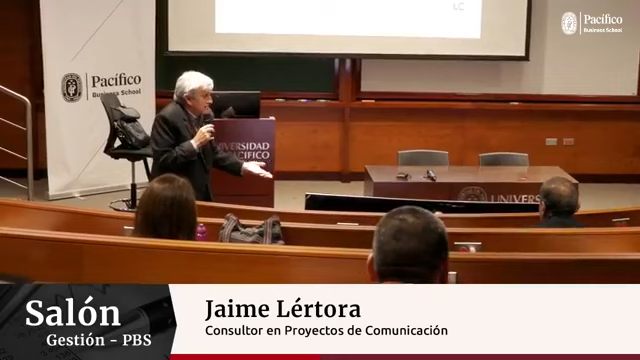 LC
Pacífico
Business School
Pacífico
Business School
UNIVERSIDAD
PACÍFICO
UNIVERS
Salón
Gestión - PBS
Jaime Lértora
Consultor en Proyectos de Comunicación